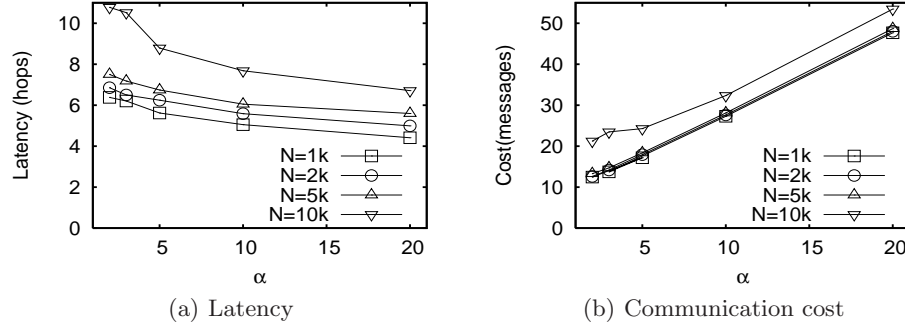 Latency (hops)
10
8
6
4
2
0
N=1k
N=2k
N=5k
N=10k
5 10 15 20
α
(a) Latency
Cost(messages)
50
40
30
20
10
0
N=1k
N=2k
N=5k
N=10k
5 10 15 20
α
(b) Communication cost